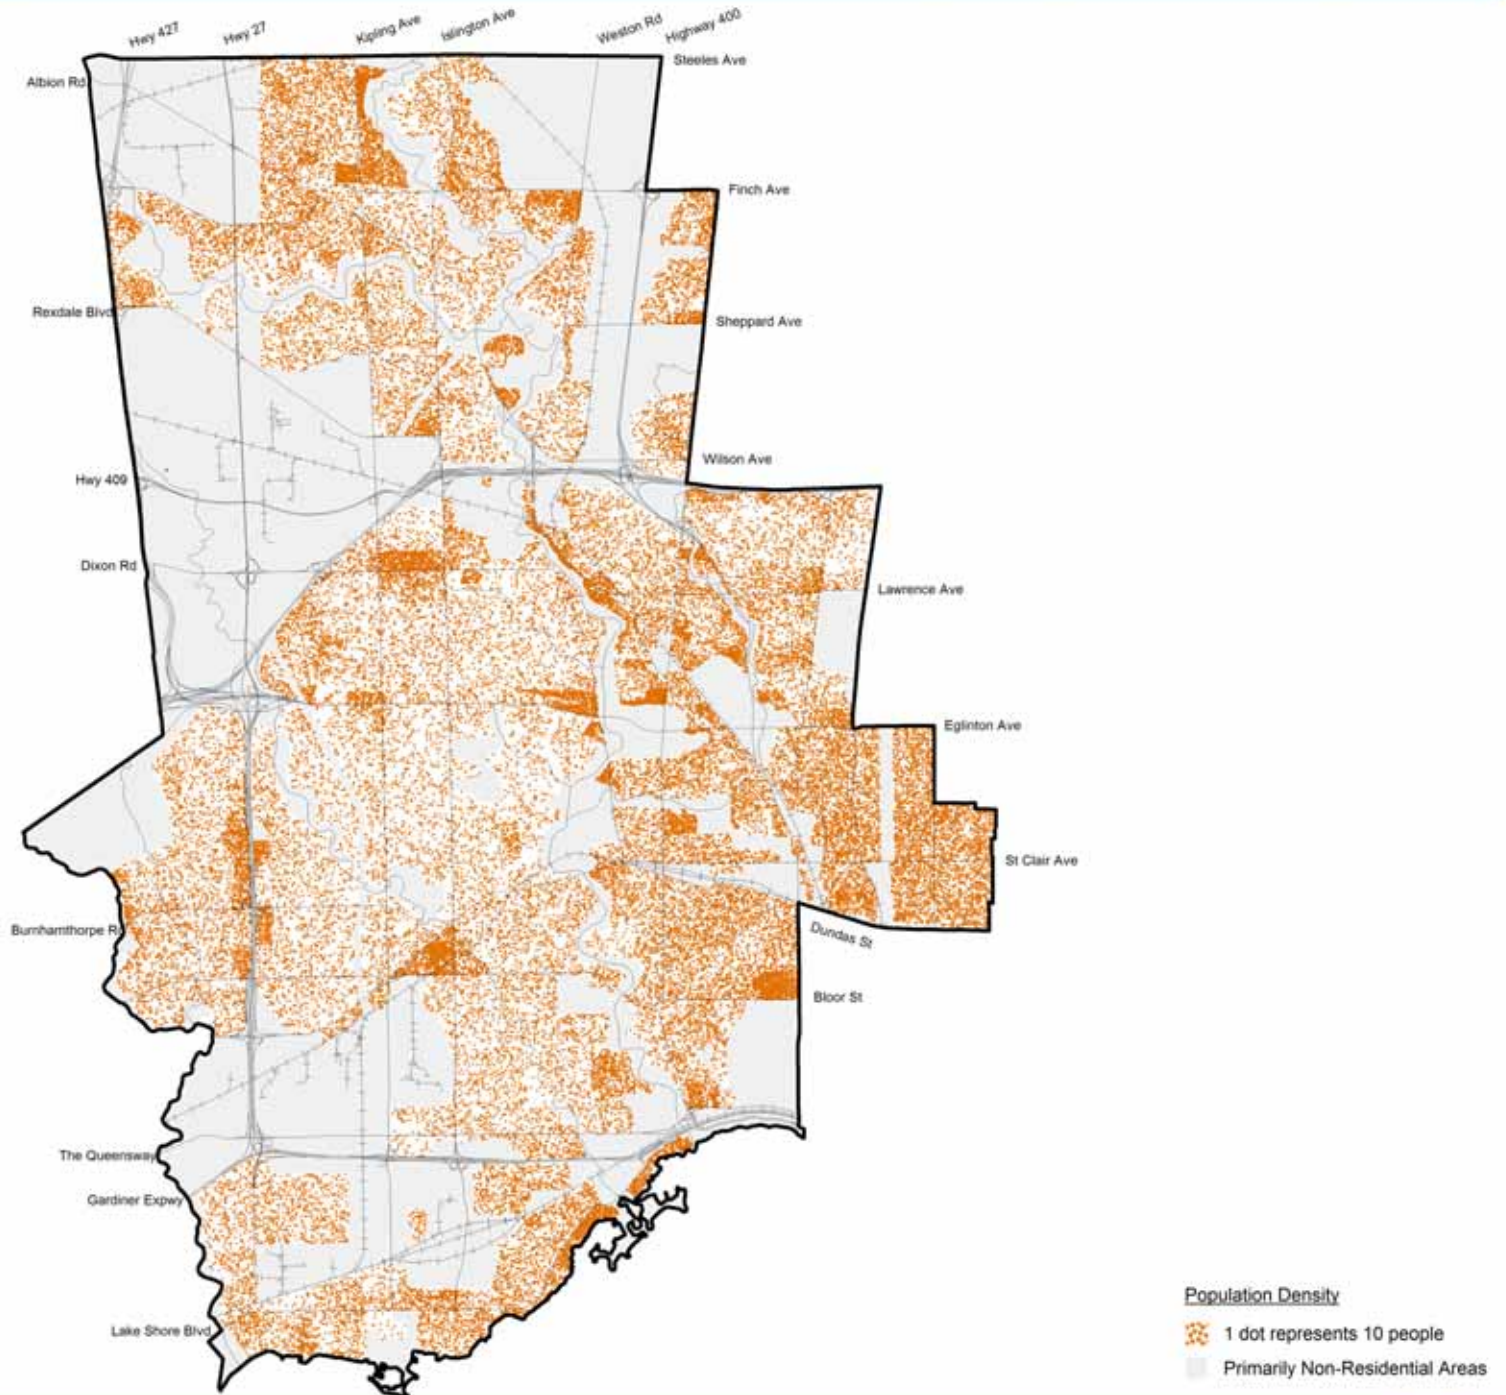 Hwy 427
Hwy 27
Kipling Ave
Islington Ave
Weston Rd
Highway 400
Steeles Ave
Albion Rd
Finch Ave
Rexdale Blvd
Sheppard Ave
Wilson Ave
Hwy 409
Dixon Rd
Lawrence Ave
Eglinton Ave
St Clair Ave
Burnhamthorpe R
Dundas St
Bloor St
The Queensway
Gardiner Expwy
Lake Shore Blvd
Population Density
1 dot represents 10 people
Primarily Non-Residential Areas